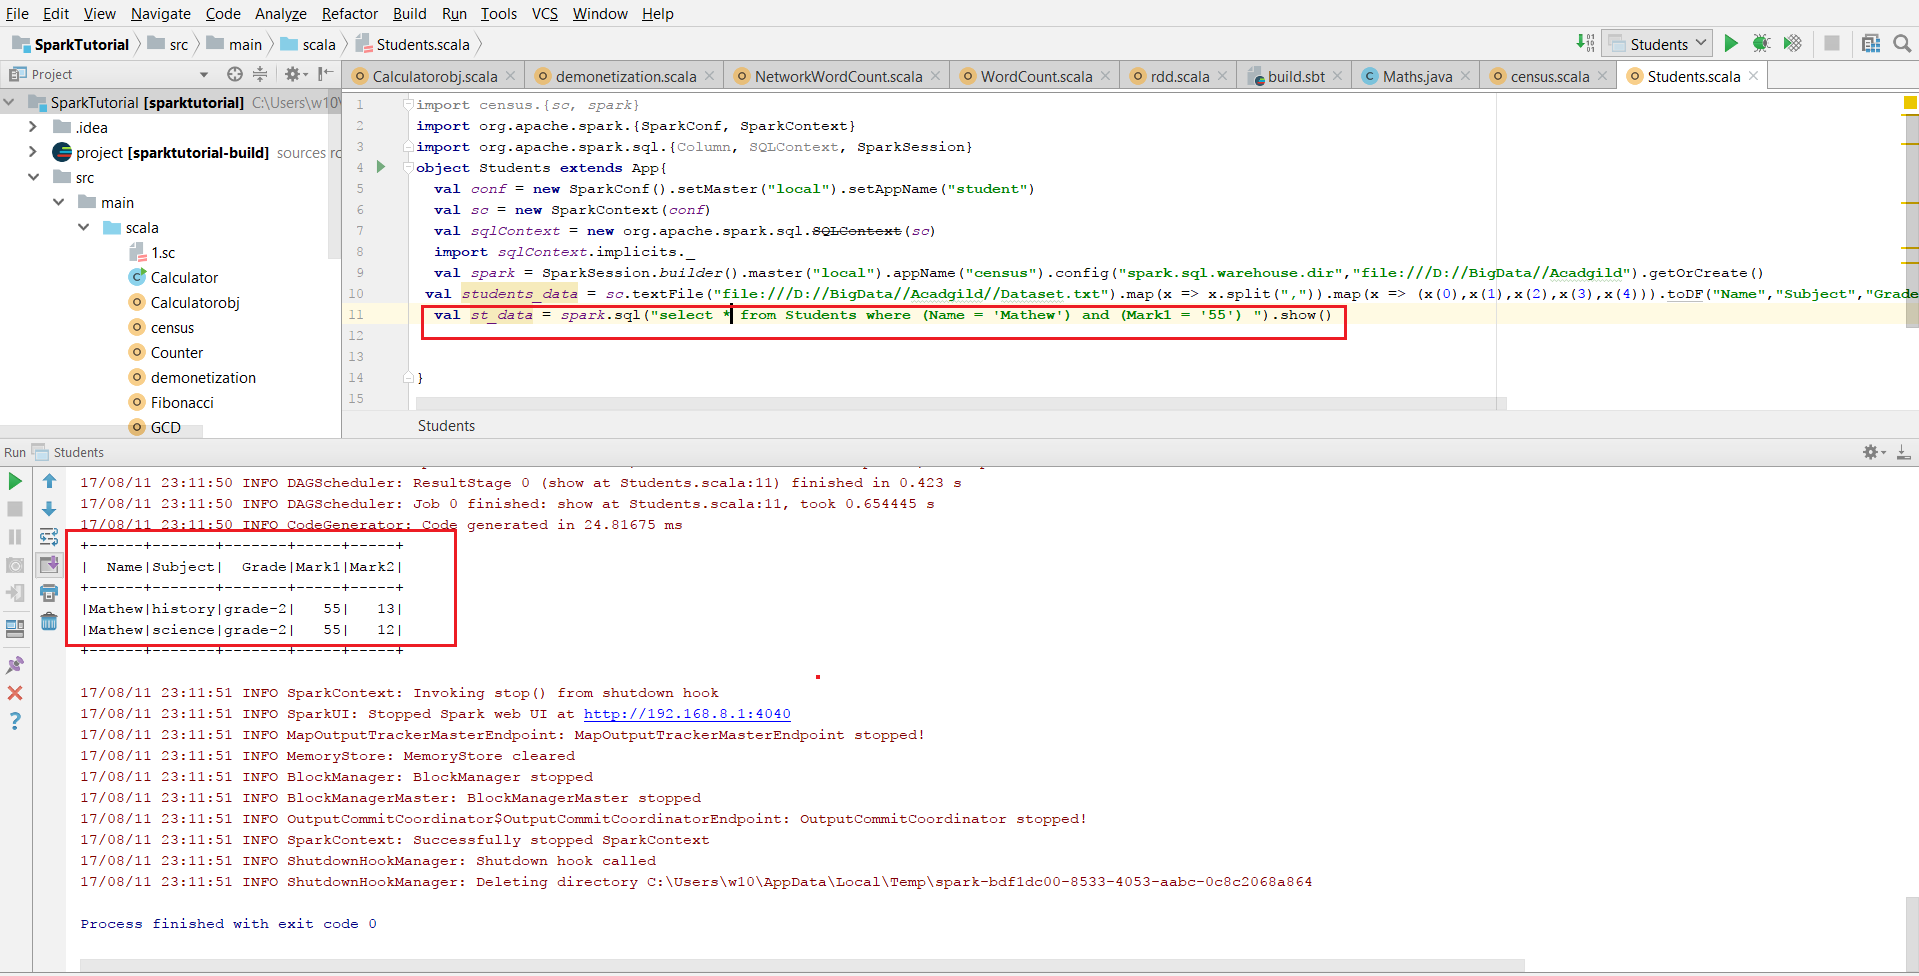 File Edit View Navigate Code Analyze Refactor Build Run Tools VCS Window Help
SparkTutorial src main scala Students.scala
Students
Project
Calculatorobj.scala demonetization.scala NetworkWordCount.scala WordCount.scala rdd.scala build.sbt Maths.java census.scala Students.scala
SparkTutorial [sparktutorial] C:\Users\w10\
.idea
project [sparktutorial-build] sources ro
src
main
scala
1.sc
Calculator
Calculatorobj
census
Counter
demonetization
Fibonacci
GCD
1 import census.{sc, spark}
2 import org.apache.spark.{SparkConf, SparkContext}
3 import org.apache.spark.sql.{Column, SQLContext, SparkSession}
4 object Students extends App{
5 val conf = new SparkConf().setMaster("local").setAppName("student")
6 val sc = new SparkContext(conf)
7 val sqlContext = new org.apache.spark.sql.SQLContext(sc)
8 import sqlContext.implicits._
9 val spark = SparkSession.builder().master("local").appName("census").config("spark.sql.warehouse.dir","file:///D://BigData//Acadgild").getOrCreate()
10 val students_data = sc.textFile("file:///D://BigData//Acadgild//Dataset.txt").map(x => x.split(",")).map(x => (x(0),x(1),x(2),x(3),x(4))).toDF("Name","Subject","Grade
11 val st_data = spark.sql("select * from Students where (Name = 'Mathew') and (Mark1 = '55') ").show()
12
13
14 }
15
Students
Run Students
17/08/11 23:11:50 INFO DAGScheduler: ResultStage 0 (show at Students.scala:11) finished in 0.423 s
17/08/11 23:11:50 INFO DAGScheduler: Job 0 finished: show at Students.scala:11, took 0.654445 s
17/08/11 23:11:50 INFO CodeGenerator: Code generated in 24.81675 ms
+------+-------+-------+-----+-----+
|  Name|Subject|  Grade|Mark1|Mark2|
+------+-------+-------+-----+-----+
|Mathew|history|grade-2|   55|   13|
|Mathew|science|grade-2|   55|   12|
+------+-------+-------+-----+-----+
17/08/11 23:11:51 INFO SparkContext: Invoking stop() from shutdown hook
17/08/11 23:11:51 INFO SparkUI: Stopped Spark web UI at http://192.168.8.1:4040
17/08/11 23:11:51 INFO MapOutputTrackerMasterEndpoint: MapOutputTrackerMasterEndpoint stopped!
17/08/11 23:11:51 INFO MemoryStore: MemoryStore cleared
17/08/11 23:11:51 INFO BlockManager: BlockManager stopped
17/08/11 23:11:51 INFO BlockManagerMaster: BlockManagerMaster stopped
17/08/11 23:11:51 INFO OutputCommitCoordinator$OutputCommitCoordinatorEndpoint: OutputCommitCoordinator stopped!
17/08/11 23:11:51 INFO SparkContext: Successfully stopped SparkContext
17/08/11 23:11:51 INFO ShutdownHookManager: Shutdown hook called
17/08/11 23:11:51 INFO ShutdownHookManager: Deleting directory C:\Users\w10\AppData\Local\Temp\spark-bdf1dc00-8533-4053-aabc-0c8c2068a864
Process finished with exit code 0